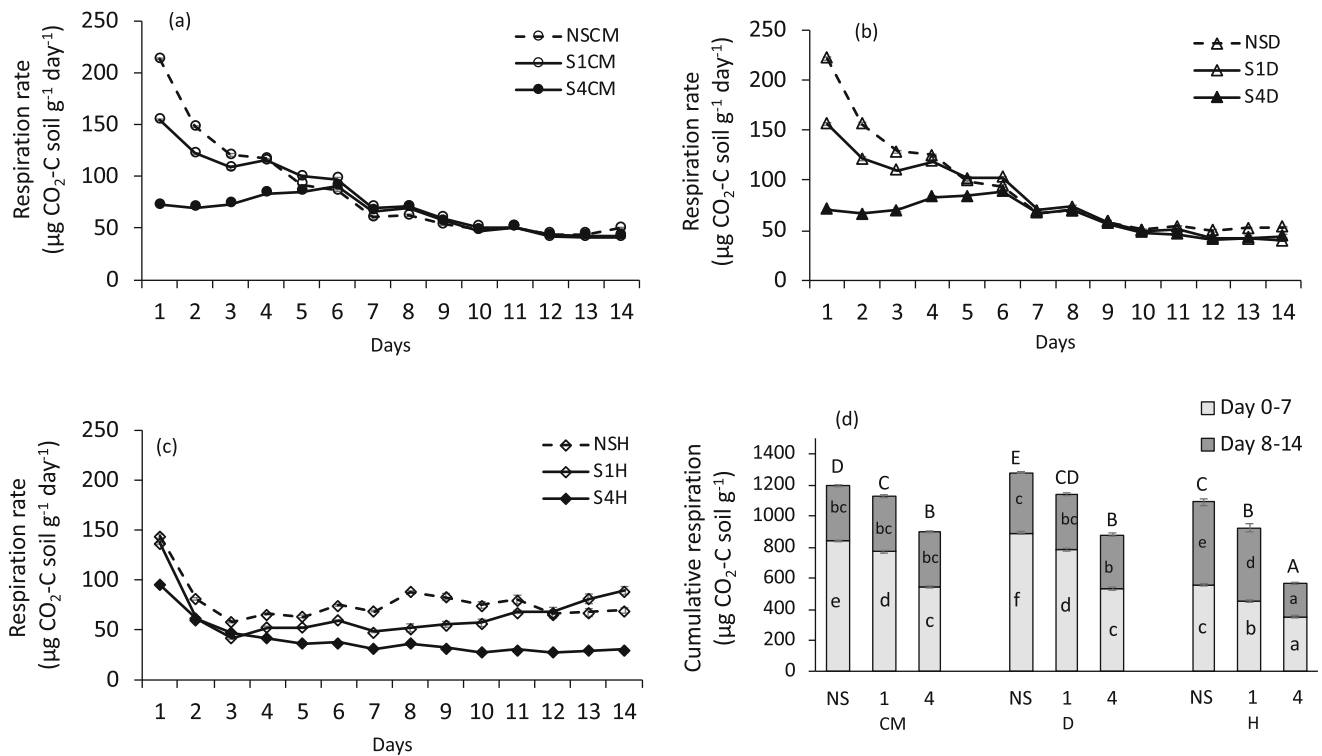 (a)
NSCM
S1CM
S4CM
Respiration rate
(µg CO₂-C soil g⁻¹ day⁻¹)
250
200
150
100
50
0
1 2 3 4 5 6 7 8 9 10 11 12 13 14
Days
(b)
NSD
S1D
S4D
Respiration rate
(µg CO₂-C soil g⁻¹ day⁻¹)
250
200
150
100
50
0
1 2 3 4 5 6 7 8 9 10 11 12 13 14
Days
(c)
NSH
S1H
S4H
Respiration rate
(µg CO₂-C soil g⁻¹ day⁻¹)
250
200
150
100
50
0
1 2 3 4 5 6 7 8 9 10 11 12 13 14
Days
(d)
Day 0-7
Day 8-14
Cumulative respiration
(µg CO₂-C soil g⁻¹)
1400
1200
1000
800
600
400
200
0
D C B E CD B C B A
bc bc bc c bc b e d a
e d c f d c c b a
NS 1 4 NS 1 4 NS 1 4
CM D H